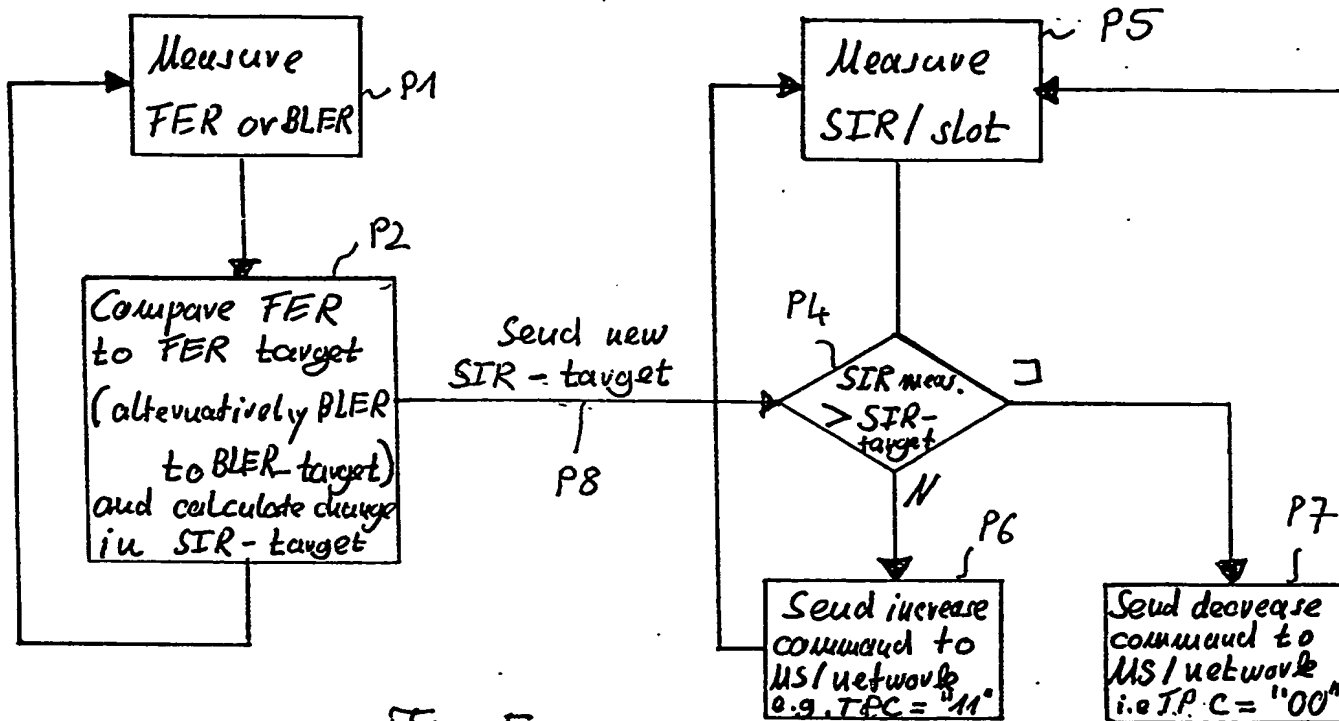 Measure
FER or BLER
P1
P2
Compare FER
to FER target
(alternatively BLER
to BLER-target)
and calculate change
in SIR-target
Send new
SIR-target
P8
Measure
SIR/slot
P5
P4
SIR meas.
> SIR-
target
J
N
P6
Send increase
command to
MS/network
e.g. TPC = "11"
P7
Send decrease
command to
MS/network
i.e T.P.C = "00"